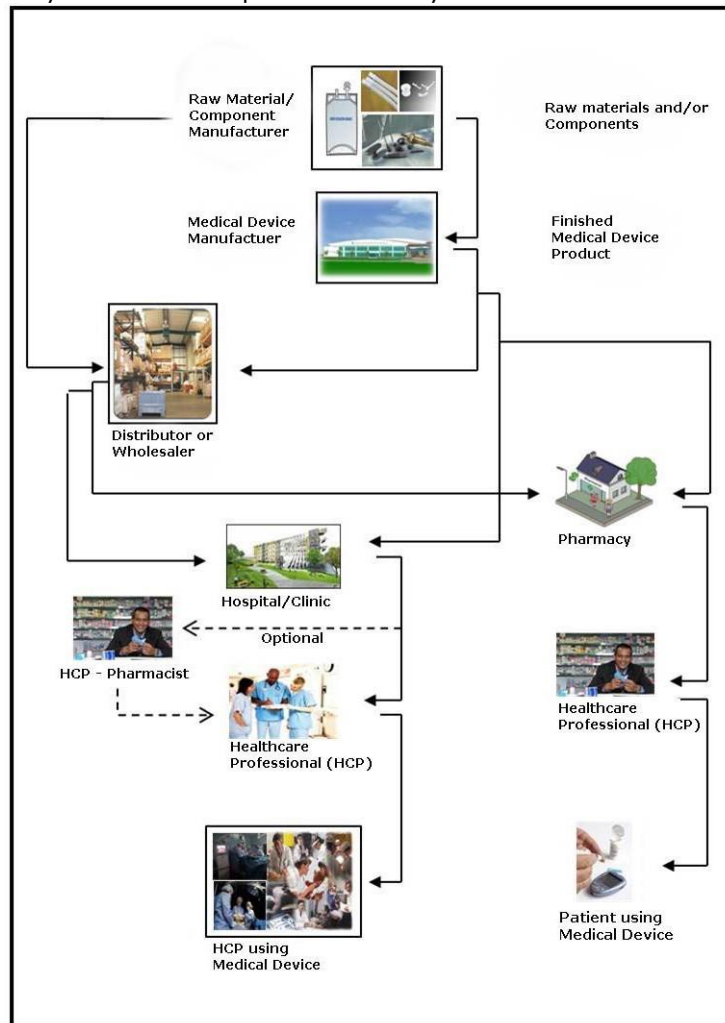 Raw Material/
Component
Manufacturer
Raw materials and/or
Components
Medical Device
Manufactuer
Finished
Medical Device
Product
Distributor or
Wholesaler
Pharmacy
Hospital/Clinic
Optional
HCP - Pharmacist
Healthcare
Professional (HCP)
Healthcare
Professional (HCP)
HCP using
Medical Device
Patient using
Medical Device